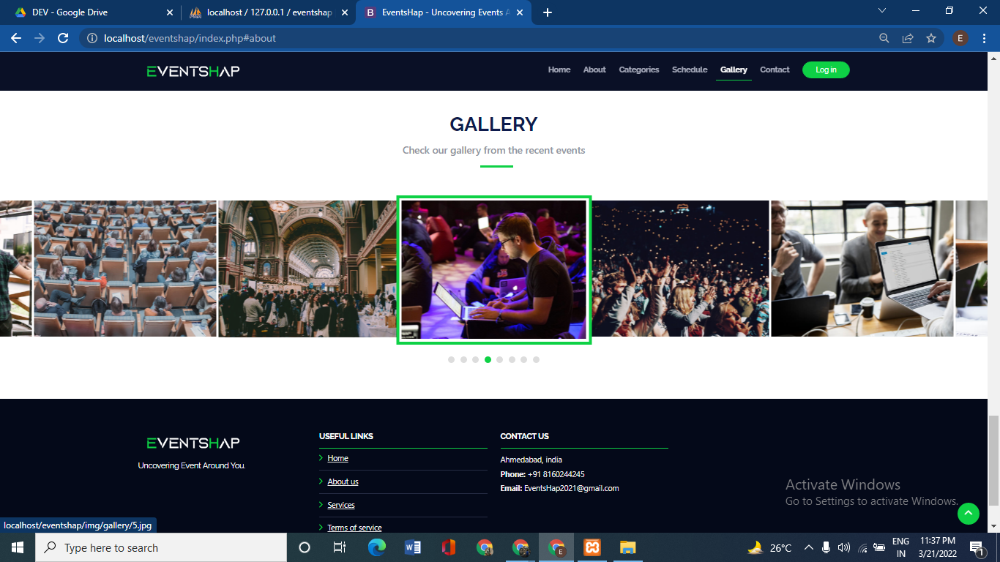 DEV - Google Drive
localhost / 127.0.0.1 / eventshap
B EventsHap - Uncovering Events A
localhost/eventshap/index.php#about
E
EVENTSHAP
Home About Categories Schedule Gallery Contact Log in
GALLERY
Check our gallery from the recent events
EVENTSHAP
Uncovering Event Around You.
USEFUL LINKS
Home
About us
Services
Terms of service
CONTACT US
Ahmedabad, india
Phone: +91 8160244245
Email: EventsHap2021@gmail.com
Activate Windows
Go to Settings to activate Windows.
localhost/eventshap/img/gallery/5.jpg
Type here to search
26°C
ENG
IN
11:37 PM
3/21/2022
1